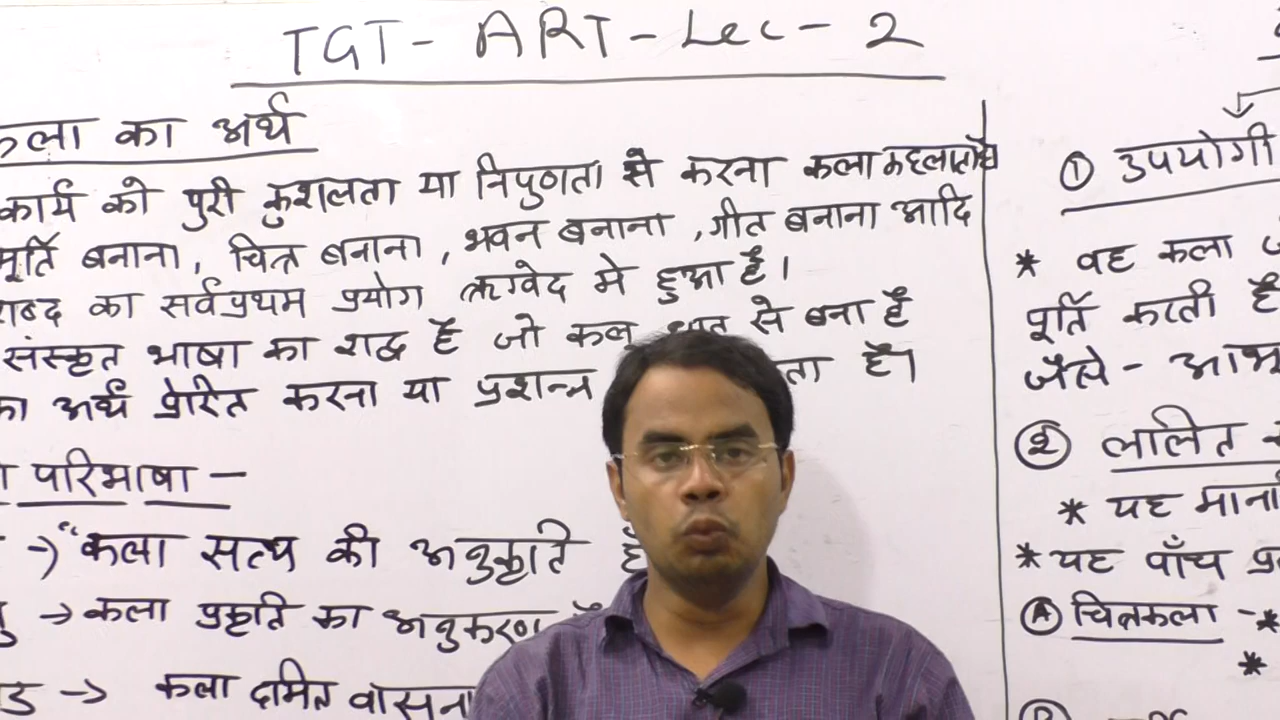 TGT - ART - Lec - 2
कला का अर्थ
कार्य को पुरी कुशलता या निपुणता से करना कला कहलाता है
मूर्ति बनाना, चित्र बनाना, भवन बनाना, गीत बनाना आदि
शब्द का सर्वप्रथम प्रयोग ऋग्वेद मे हुआ है।
संस्कृत भाषा का शब्द है जो कल धातु से बना है
का अर्थ प्रेरित करना या प्रशन्न ता है।
परिभाषा -
→ "कला सत्य की अनुकृति है
→ कला प्रकृति का अनुकरण
→ कला दमित वासना
① उपयोगी
* वह कला
पूर्ति करती है
जैसे - आभू
② ललित
* यह मान
* यह पाँच प्र
Ⓐ चित्रकला - *
*
Ⓑ